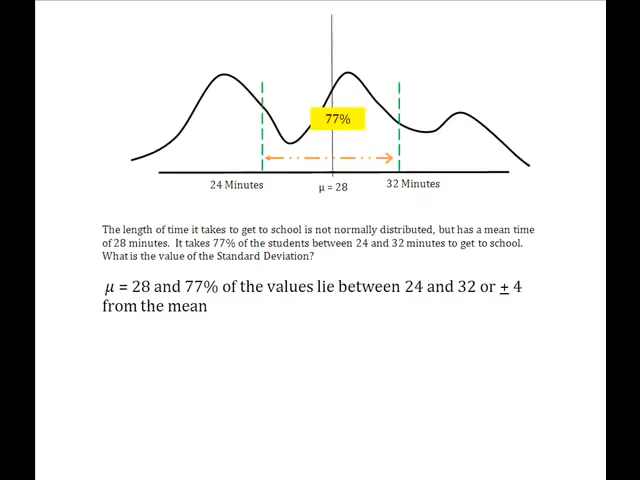 77%
24 Minutes
μ = 28
32 Minutes
The length of time it takes to get to school is not normally distributed, but has a mean time
of 28 minutes. It takes 77% of the students between 24 and 32 minutes to get to school.
What is the value of the Standard Deviation?
μ = 28 and 77% of the values lie between 24 and 32 or ± 4
from the mean